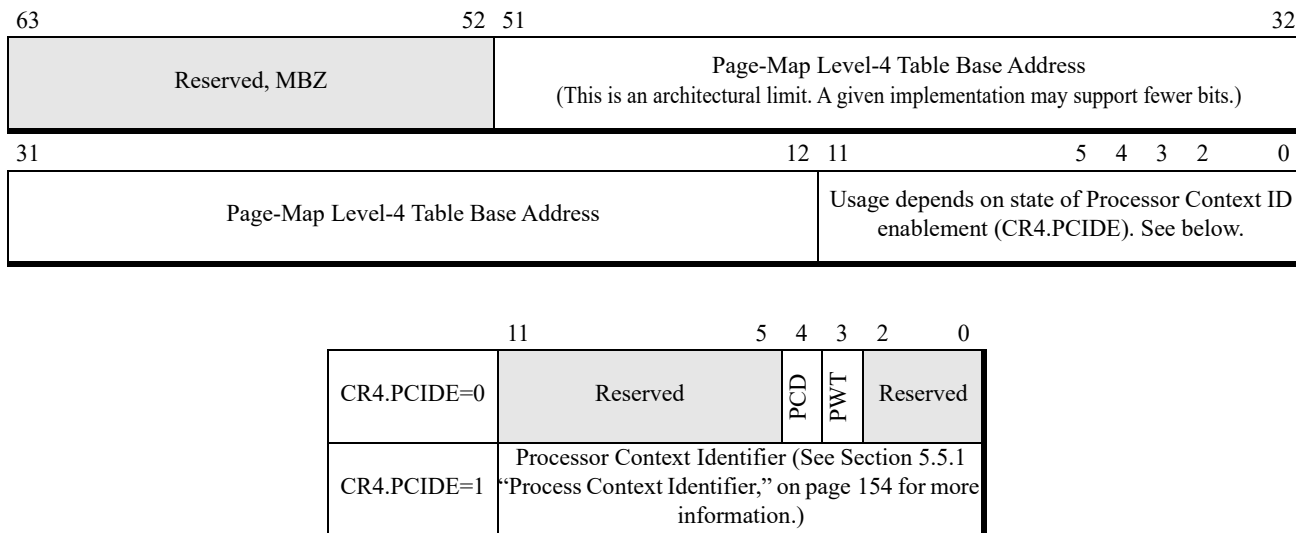 63 52 51 32
Reserved, MBZ
Page-Map Level-4 Table Base Address
(This is an architectural limit. A given implementation may support fewer bits.)
31 12 11 5 4 3 2 0
Page-Map Level-4 Table Base Address
Usage depends on state of Processor Context ID
enablement (CR4.PCIDE). See below.
11 5 4 3 2 0
CR4.PCIDE=0 Reserved PCD PWT Reserved
CR4.PCIDE=1
Processor Context Identifier (See Section 5.5.1
“Process Context Identifier,” on page 154 for more
information.)